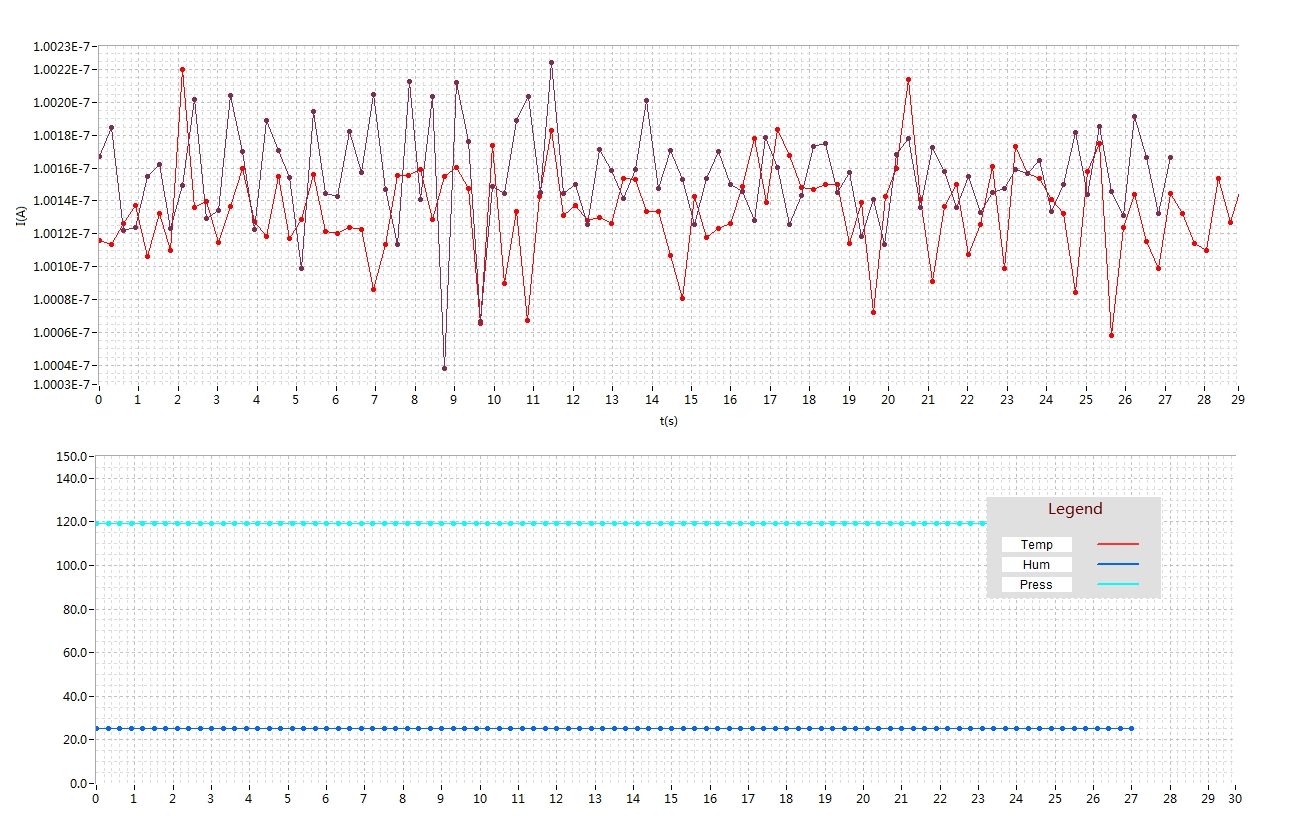 1.0023E-7
1.0022E-7
1.0020E-7
1.0018E-7
1.0016E-7
1.0014E-7
1.0012E-7
1.0010E-7
1.0008E-7
1.0006E-7
1.0004E-7
1.0003E-7
I(A)
0 1 2 3 4 5 6 7 8 9 10 11 12 13 14 15 16 17 18 19 20 21 22 23 24 25 26 27 28 29
t(s)
150.0
140.0
120.0
100.0
80.0
60.0
40.0
20.0
0.0
Legend
Temp
Hum
Press
0 1 2 3 4 5 6 7 8 9 10 11 12 13 14 15 16 17 18 19 20 21 22 23 24 25 26 27 28 29 30